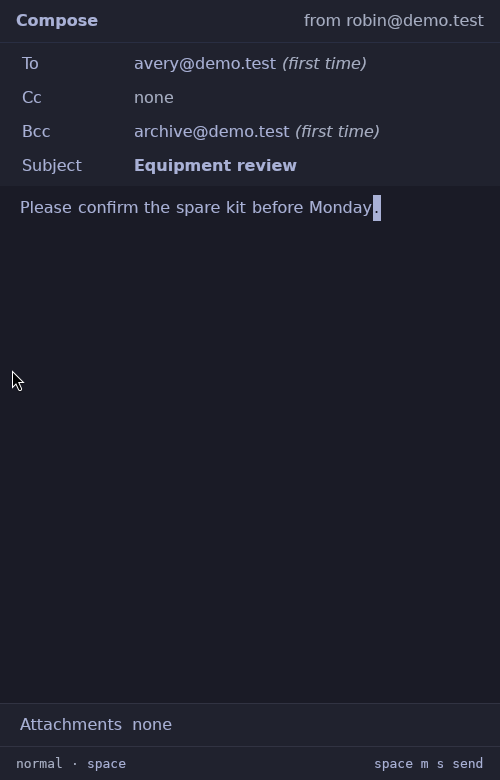 Compose from robin@demo.test
To avery@demo.test (first time)
Cc none
Bcc archive@demo.test (first time)
Subject Equipment review
Please confirm the spare kit before Monday.
Attachments none
normal · space space m s send